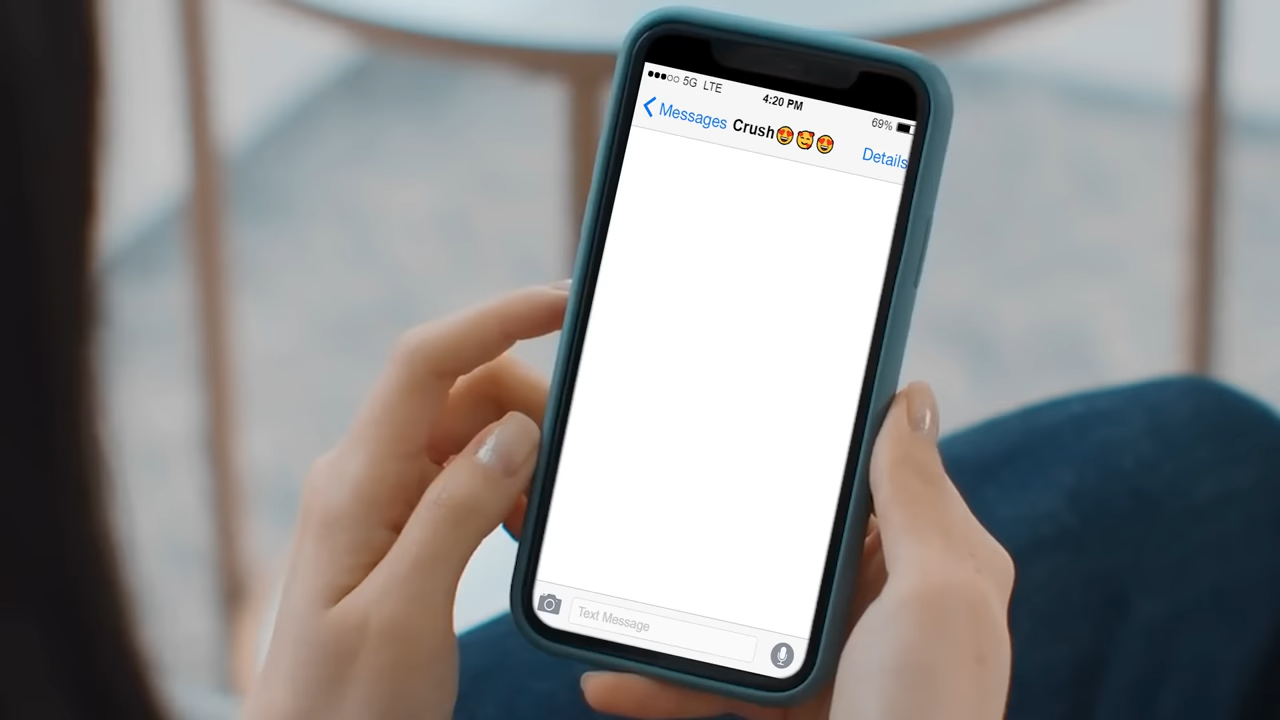 ●●●○○ 5G LTE
4:20 PM
69%
Messages
Crush😍🥰😍
Details
Text Message